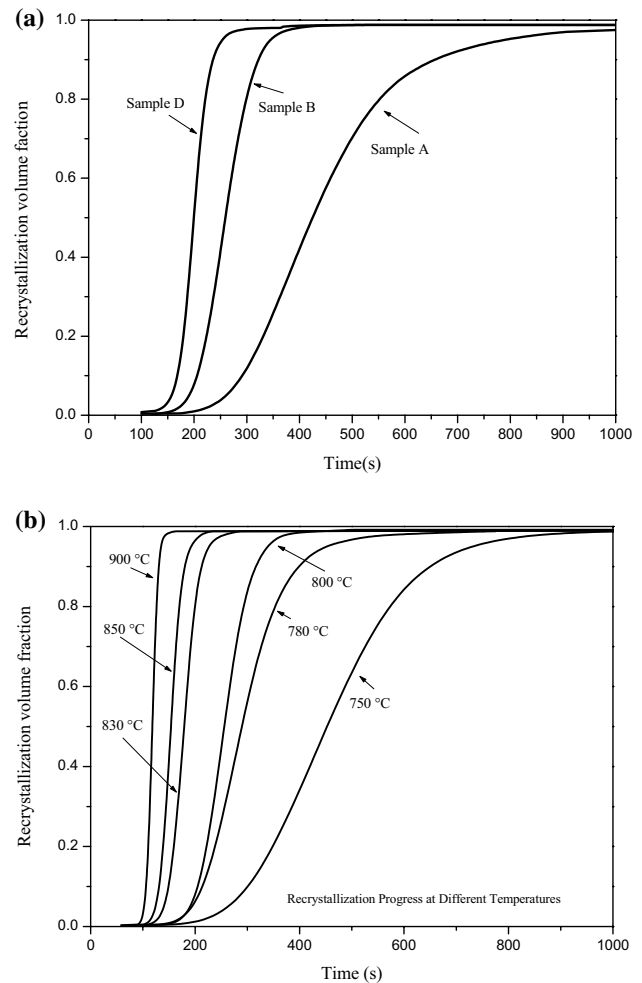 (a)
1.0
0.8
0.6
0.4
0.2
0.0
Recrystallization volume faction
Sample D
Sample B
Sample A
0 100 200 300 400 500 600 700 800 900 1000
Time(s)
(b)
1.0
0.8
0.6
0.4
0.2
0.0
Recrystallization volume fraction
900 °C
850 °C
830 °C
800 °C
780 °C
750 °C
Recrystallization Progress at Different Temperatures
0 200 400 600 800 1000
Time (s)